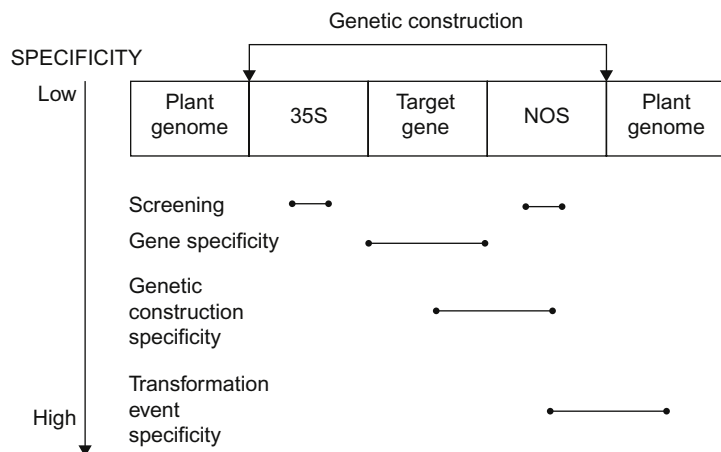 Genetic construction
SPECIFICITY
Low
Plant
genome
35S
Target
gene
NOS
Plant
genome
Screening
Gene specificity
Genetic
construction
specificity
Transformation
event
specificity
High